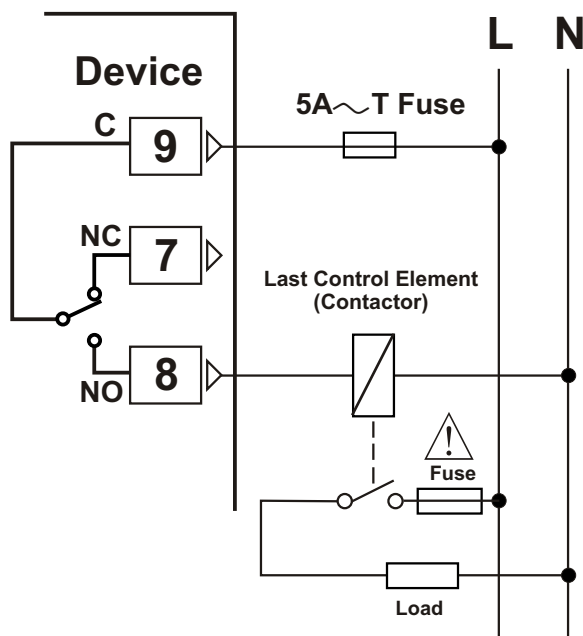 L N
Device
5A～T Fuse
C
9
NC
7
Last Control Element
(Contactor)
8
NO
Fuse
Load